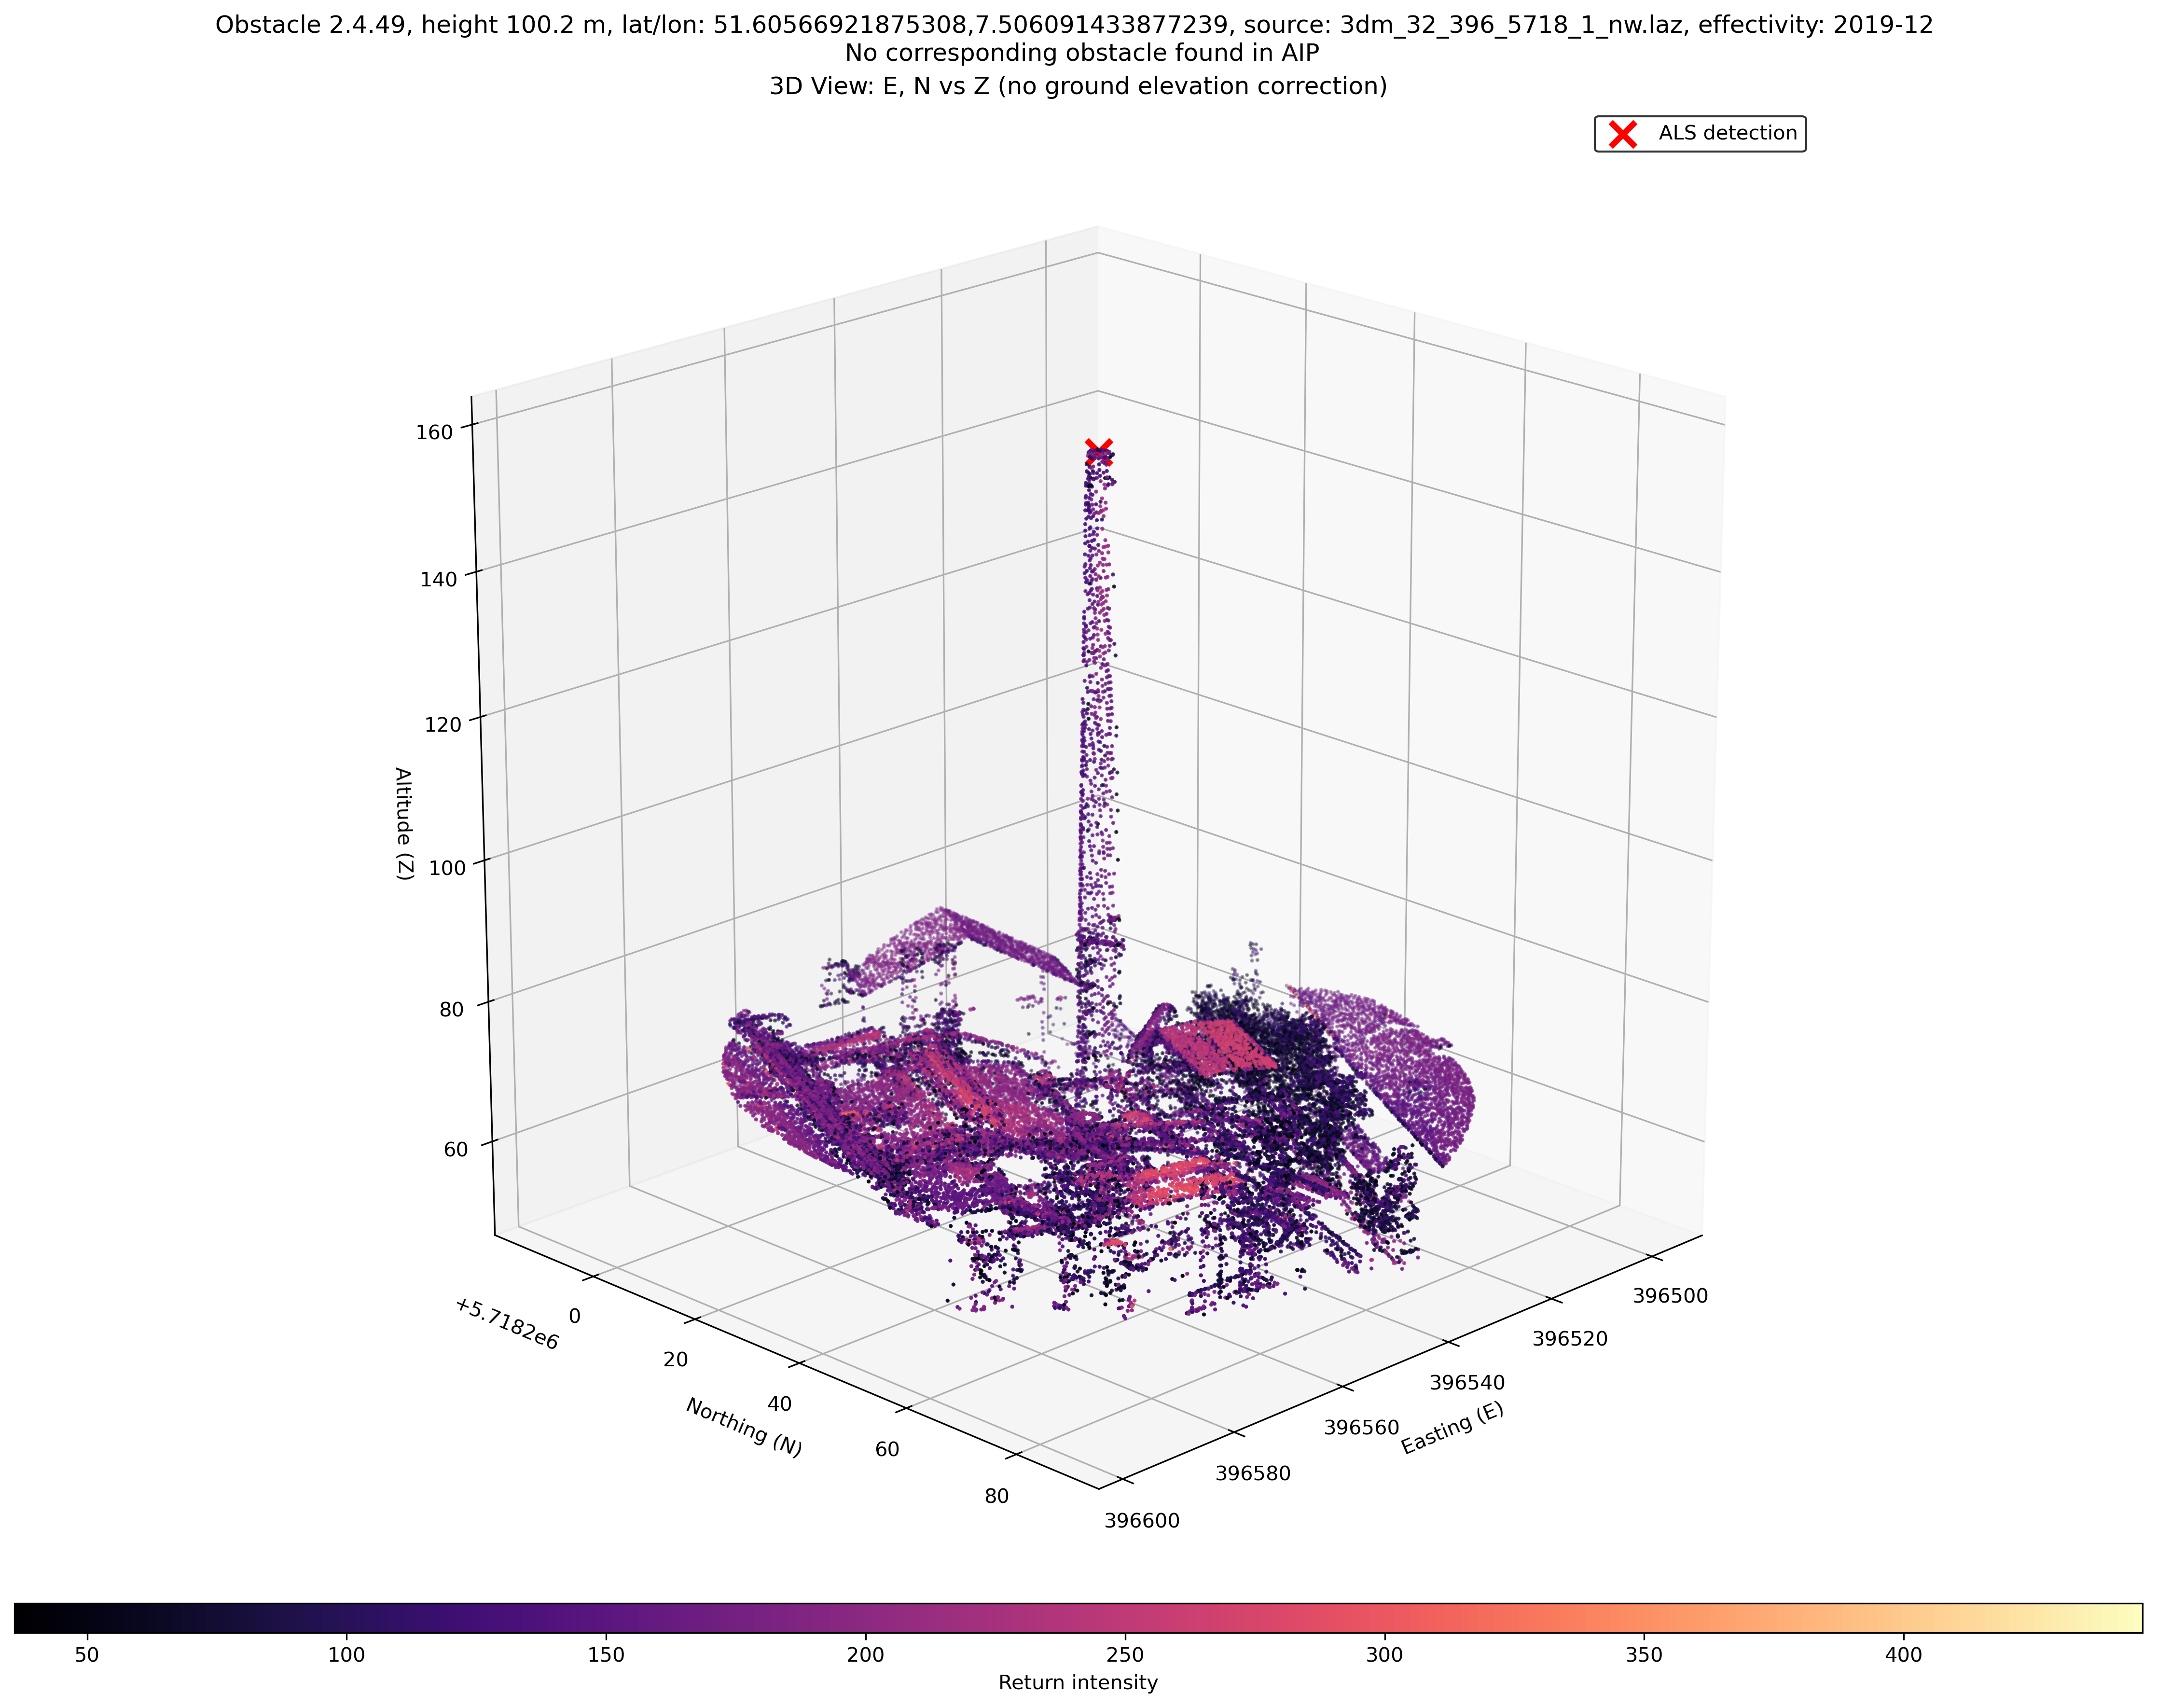 Obstacle 2.4.49, height 100.2 m, lat/lon: 51.60566921875308,7.506091433877239, source: 3dm_32_396_5718_1_nw.laz, effectivity: 2019-12
No corresponding obstacle found in AIP
3D View: E, N vs Z (no ground elevation correction)
ALS detection
160
140
120
100
80
60
Altitude (Z)
+5.7182e6
0
20
40
60
80
Northing (N)
396500
396520
396540
396560
396580
396600
Easting (E)
50
100
150
200
250
300
350
400
Return intensity